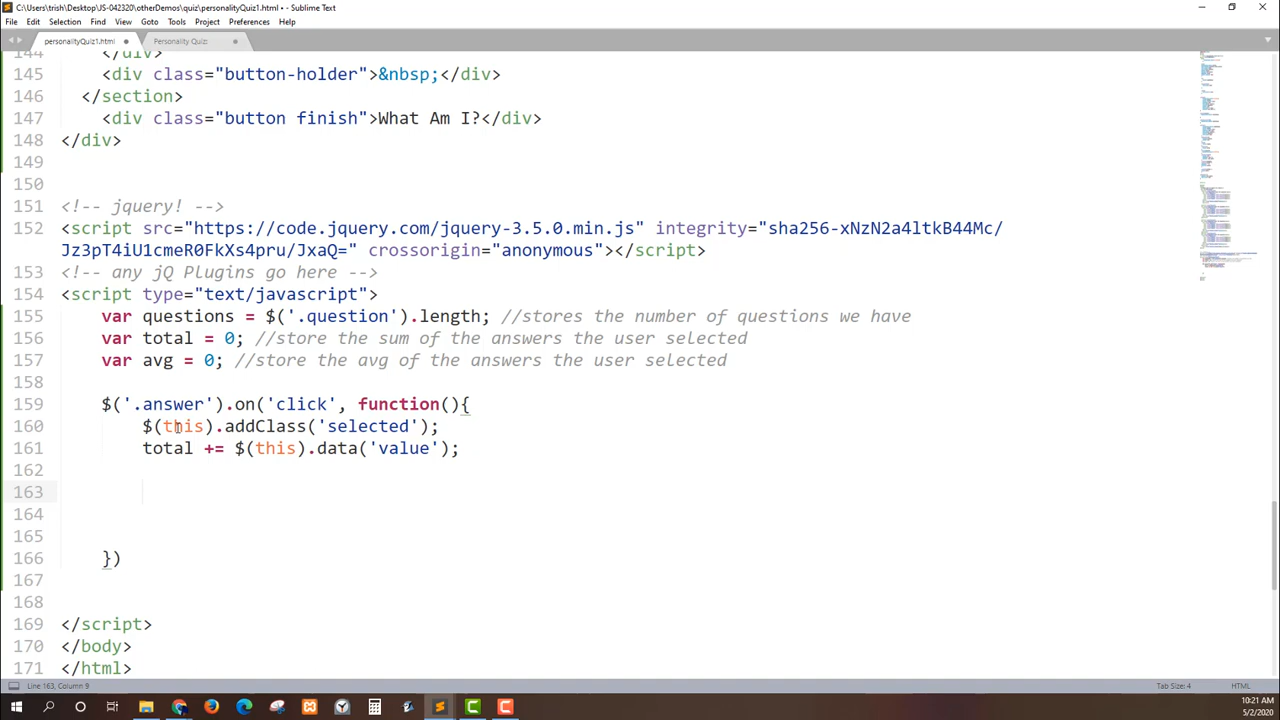 C:\Users\trish\Desktop\JS-042320\otherDemos\quiz\personalityQuiz1.html • - Sublime Text
File Edit Selection Find View Goto Tools Project Preferences Help
personalityQuiz1.html Personality Quiz:
144 </div>
145 <div class="button-holder">&nbsp;</div>
146 </section>
147 <div class="button finish">What Am I?</div>
148 </div>
149
150
151 <!-- jquery! -->
152 <script src="https://code.jquery.com/jquery-3.5.0.min.js" integrity="sha256-xNzN2a4ltkB44Mc/
Jz3pT4iU1cmeR0FkXs4pru/JxaQ=" crossorigin="anonymous"></script>
153 <!-- any jQ Plugins go here -->
154 <script type="text/javascript">
155 var questions = $('.question').length; //stores the number of questions we have
156 var total = 0; //store the sum of the answers the user selected
157 var avg = 0; //store the avg of the answers the user selected
158
159 $('.answer').on('click', function(){
160 $(this).addClass('selected');
161 total += $(this).data('value');
162
163
164
165
166 })
167
168
169 </script>
170 </body>
171 </html>
Line 163, Column 9 Tab Size: 4 HTML
10:21 AM
5/2/2020